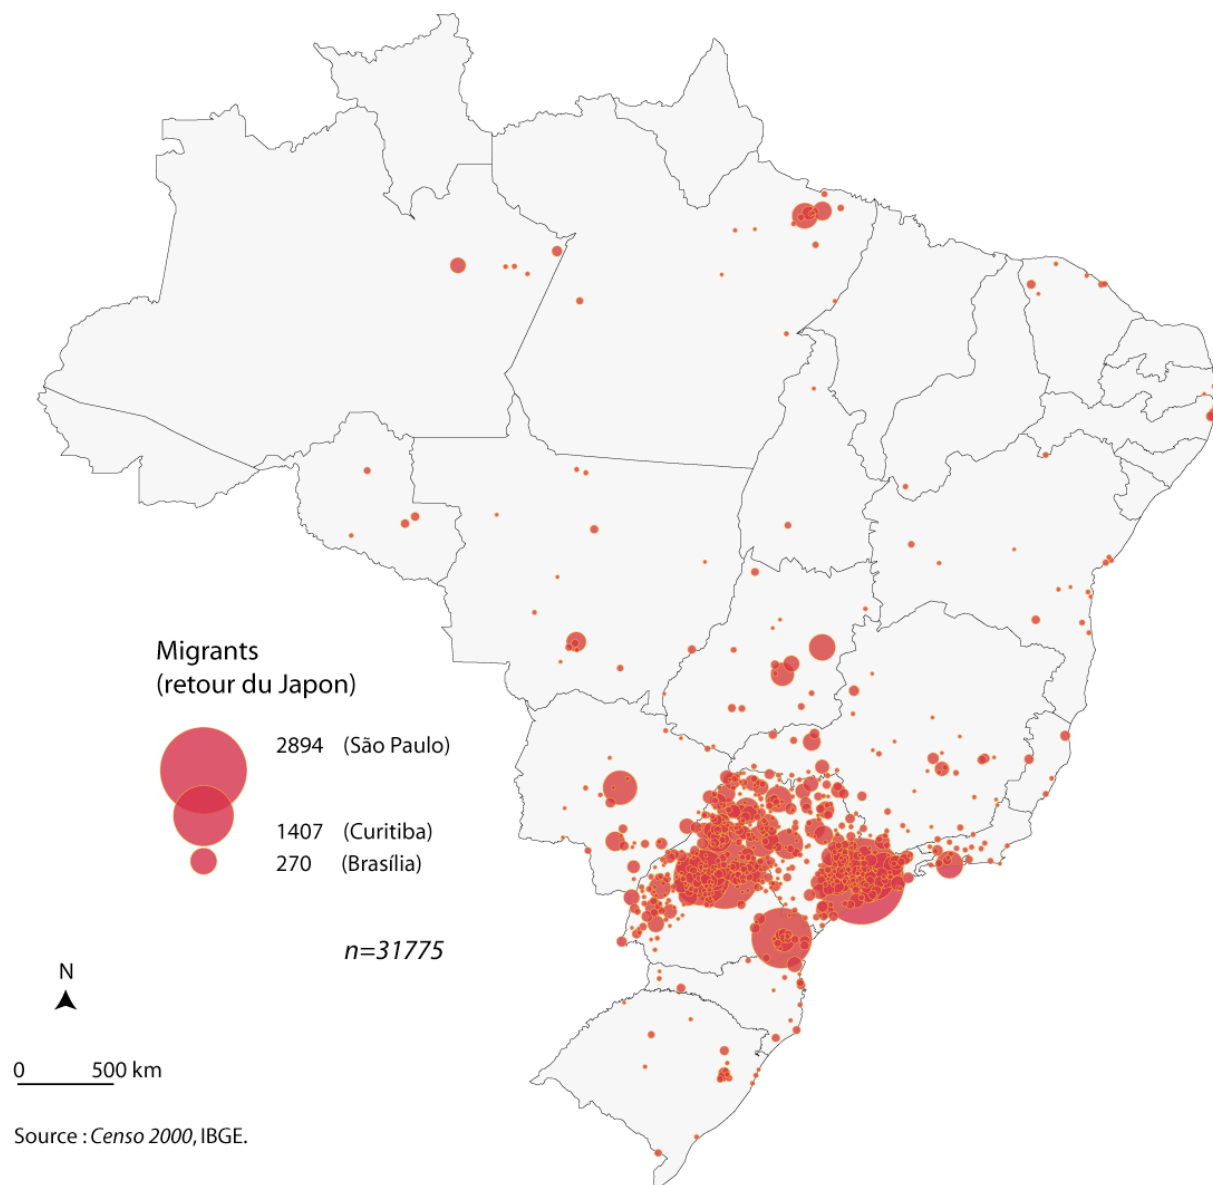 Migrants
(retour du Japon)
2894 (São Paulo)
1407 (Curitiba)
270 (Brasília)
n=31775
N
0 500 km
Source : Censo 2000, IBGE.